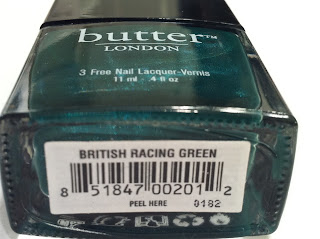 butter™
LONDON
3 Free Nail Lacquer-Vernis
11 ml - .4 fl oz
BRITISH RACING GREEN
8 51847 00201 2
PEEL HERE 0182